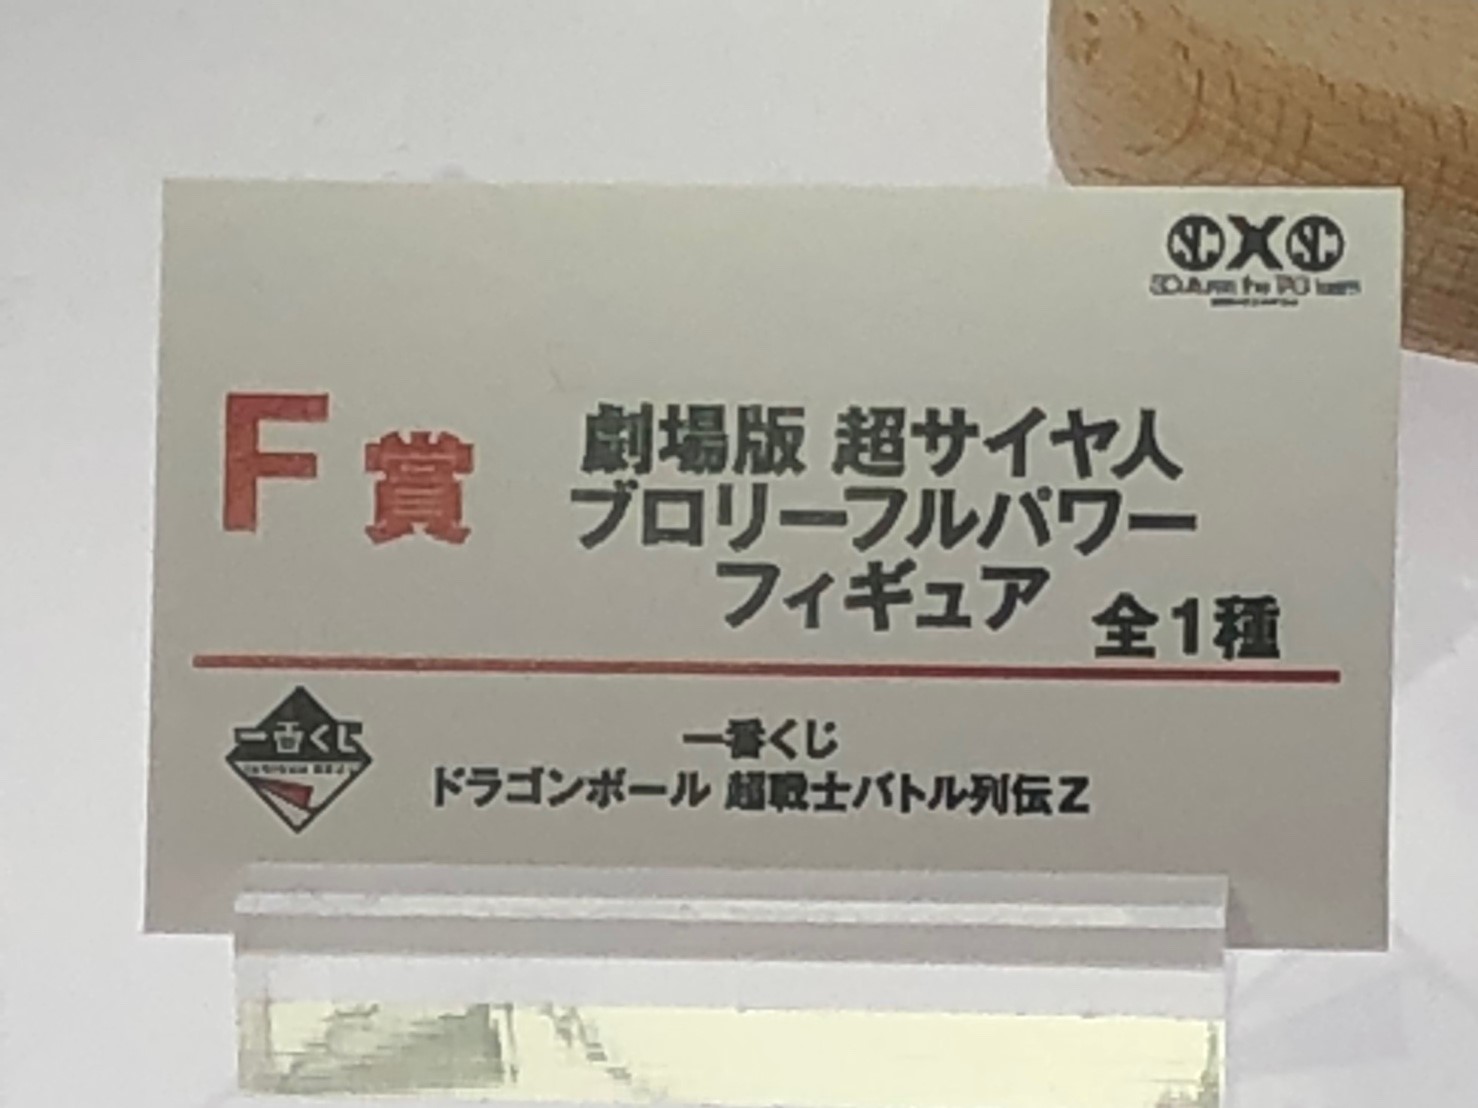 F賞
劇場版 超サイヤ人
ブロリーフルパワー
フィギュア 全1種
一番くじ
一番くじ
ドラゴンボール 超戦士バトル列伝Z